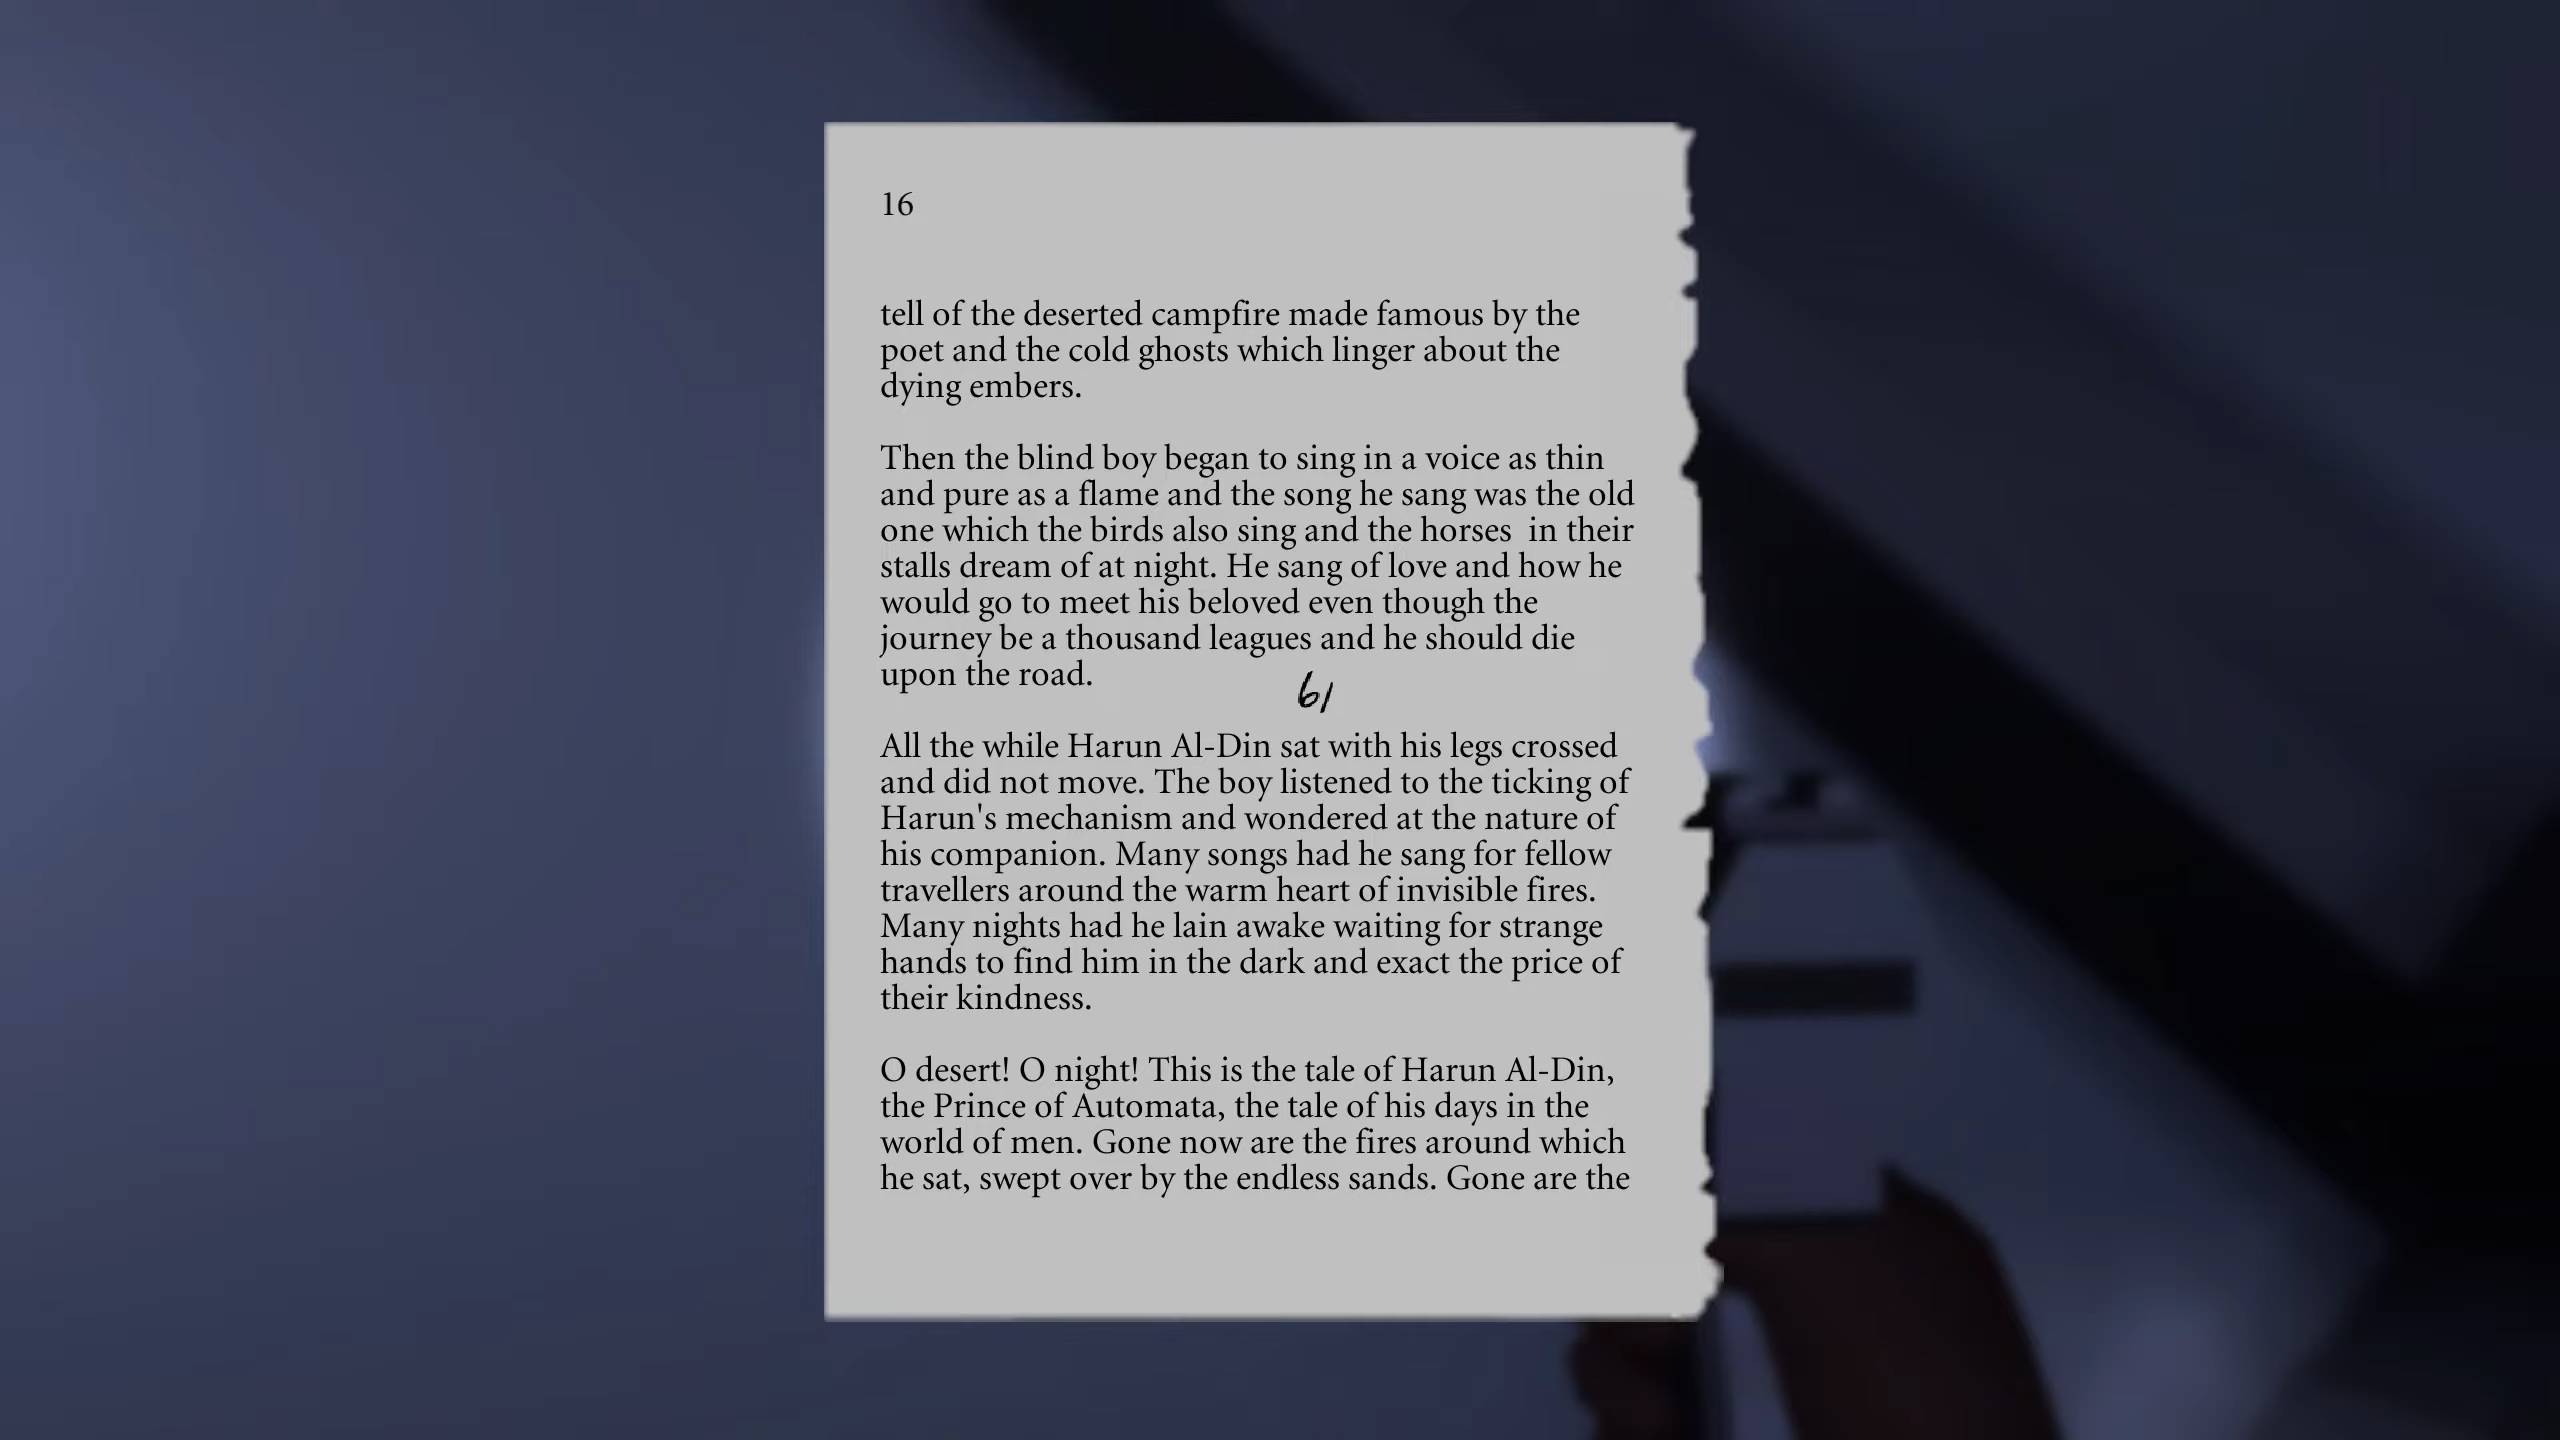 16
tell of the deserted campfire made famous by the
poet and the cold ghosts which linger about the
dying embers.
Then the blind boy began to sing in a voice as thin
and pure as a flame and the song he sang was the old
one which the birds also sing and the horses  in their
stalls dream of at night. He sang of love and how he
would go to meet his beloved even though the
journey be a thousand leagues and he should die
upon the road.
61
All the while Harun Al-Din sat with his legs crossed
and did not move. The boy listened to the ticking of
Harun's mechanism and wondered at the nature of
his companion. Many songs had he sang for fellow
travellers around the warm heart of invisible fires.
Many nights had he lain awake waiting for strange
hands to find him in the dark and exact the price of
their kindness.
O desert! O night! This is the tale of Harun Al-Din,
the Prince of Automata, the tale of his days in the
world of men. Gone now are the fires around which
he sat, swept over by the endless sands. Gone are the